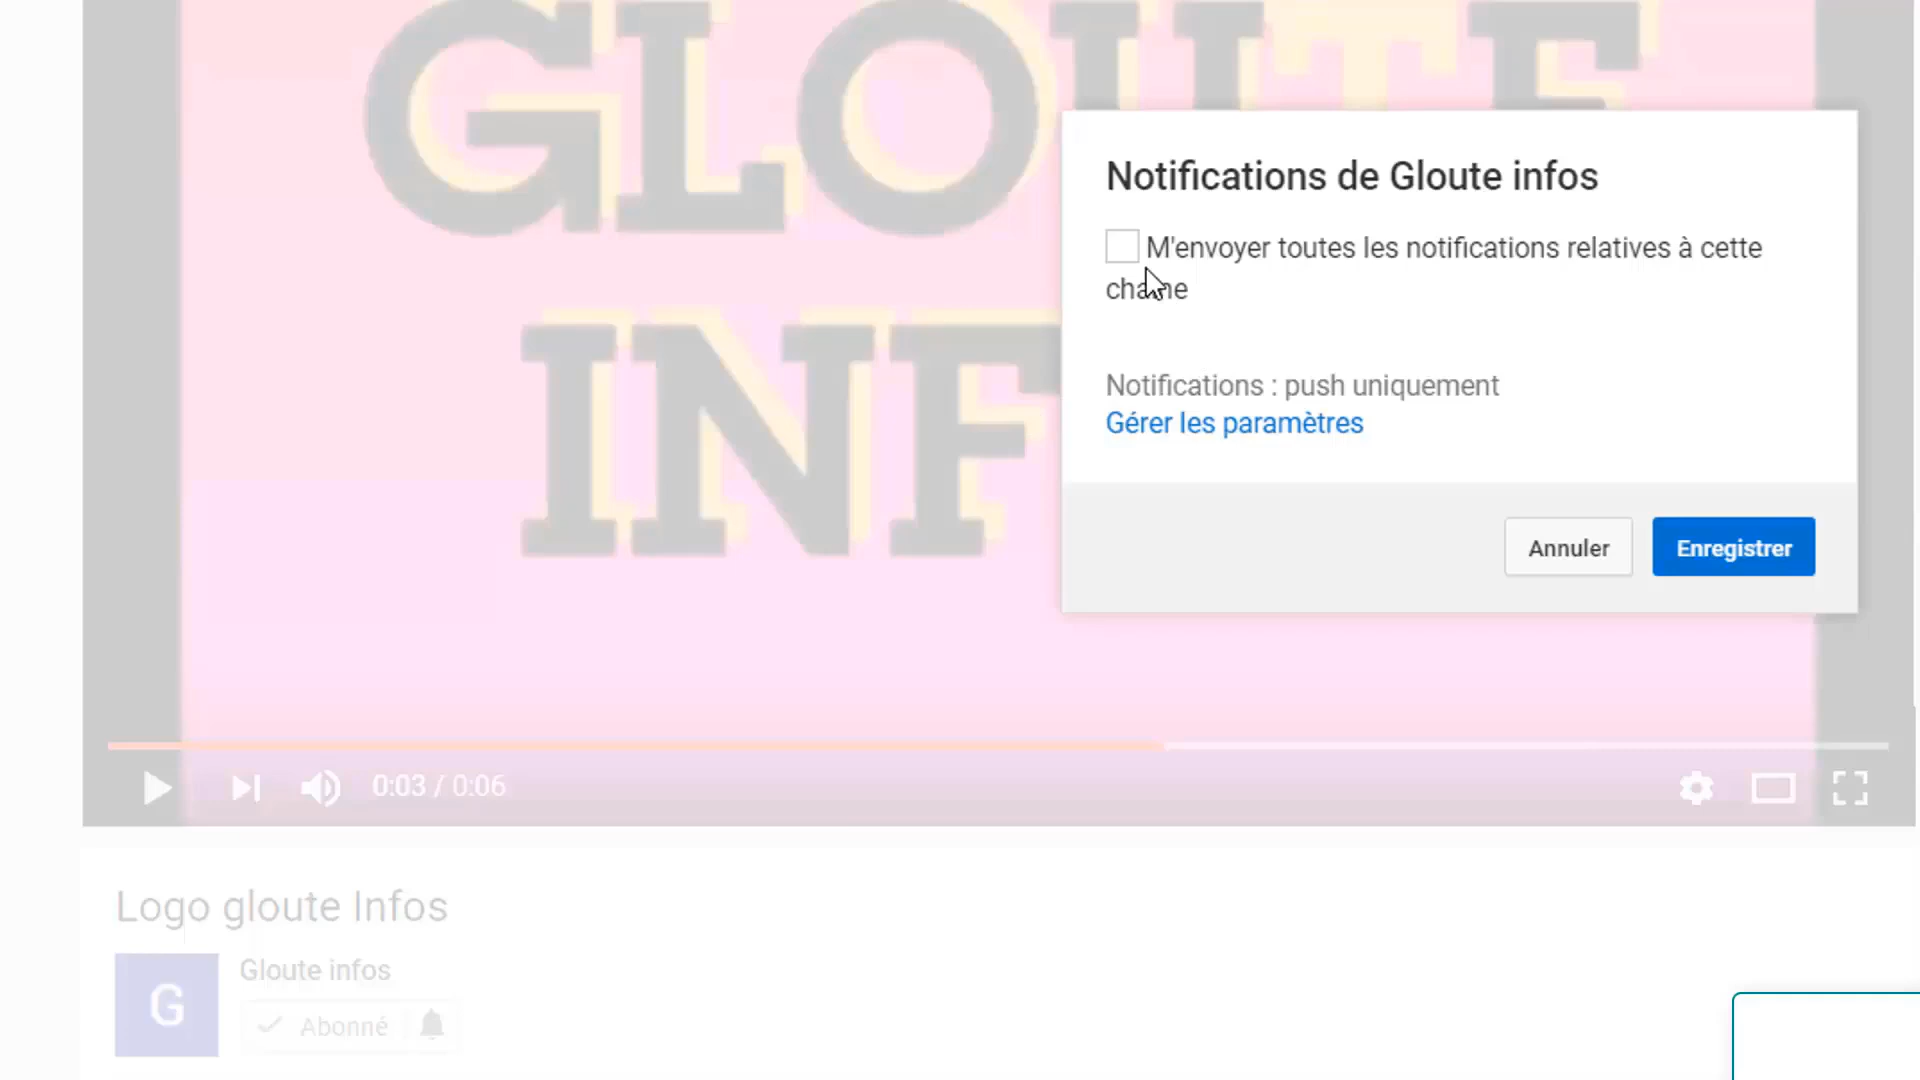 GLOUTE
INF
Notifications de Gloute infos
M'envoyer toutes les notifications relatives à cette
chaîne
Notifications : push uniquement
Gérer les paramètres
Annuler
Enregistrer
0:03 / 0:06
Logo gloute Infos
G
Gloute infos
Abonné